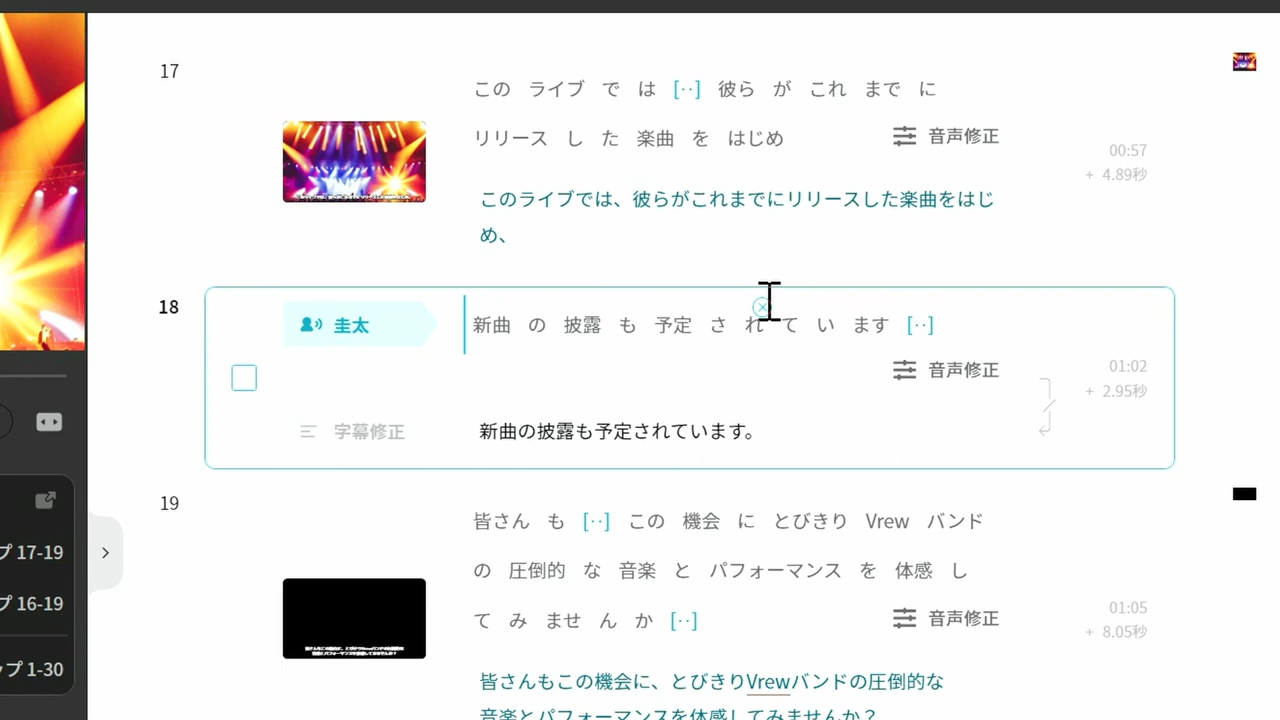 17
この ライブ で は [··] 彼ら が これ まで に
リリース し た 楽曲 を はじめ
音声修正
00:57
+ 4.89秒
このライブでは、彼らがこれまでにリリースした楽曲をはじ
め、
18
圭太
新曲 の 披露 も 予定 さ れ て い ます [··]
音声修正
01:02
+ 2.95秒
字幕修正
新曲の披露も予定されています。
19
皆さん も [··] この 機会 に とびきり Vrew バンド
の 圧倒的 な 音楽 と パフォーマンス を 体感 し
て み ませ ん か [··]
音声修正
01:05
+ 8.05秒
皆さんもこの機会に、とびきりVrewバンドの圧倒的な
音楽とパフォーマンスを体感してみませんか？
プ 17-19
プ 16-19
ップ 1-30